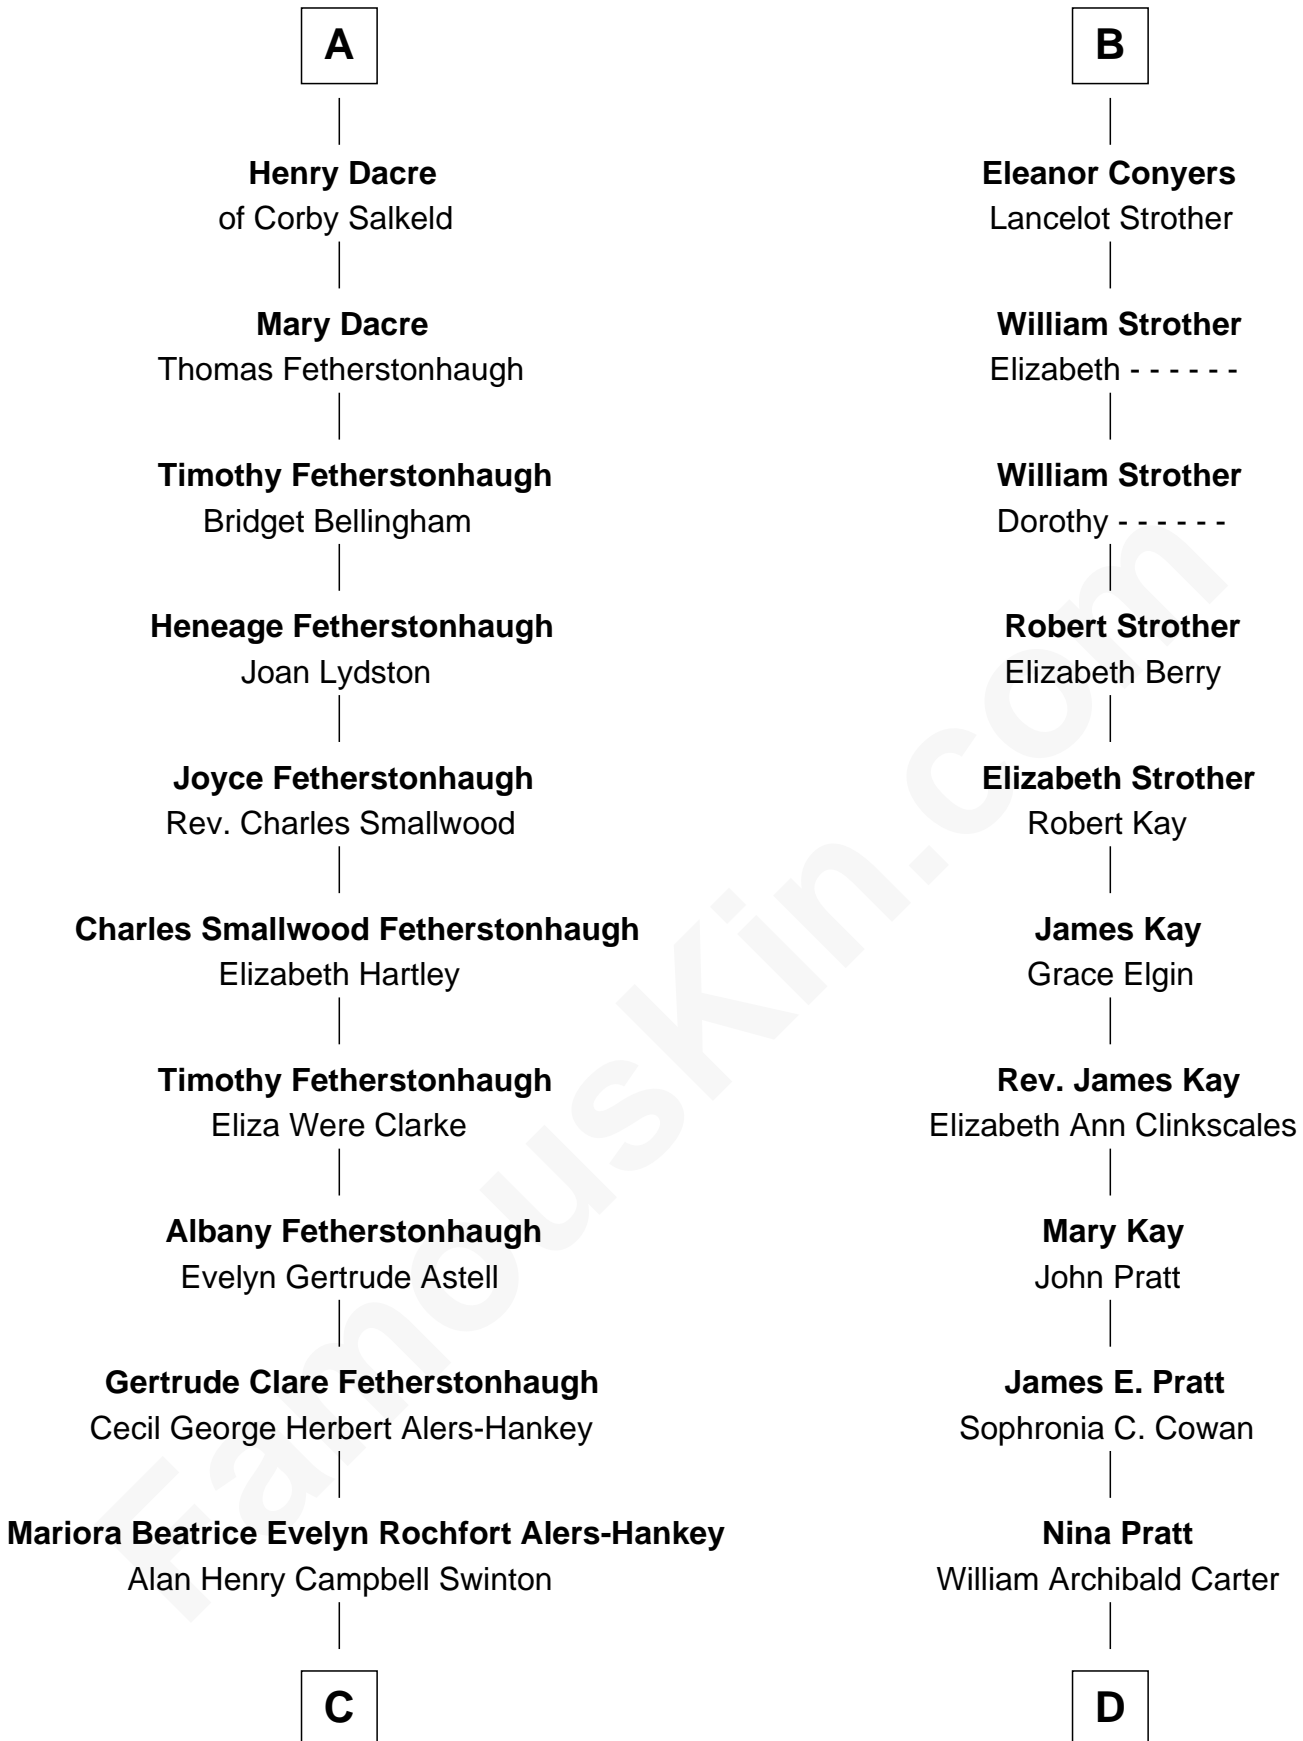 A
Henry Dacre
of Corby Salkeld
Mary Dacre
Thomas Fetherstonhaugh
Timothy Fetherstonhaugh
Bridget Bellingham
Heneage Fetherstonhaugh
Joan Lydston
Joyce Fetherstonhaugh
Rev. Charles Smallwood
Charles Smallwood Fetherstonhaugh
Elizabeth Hartley
Timothy Fetherstonhaugh
Eliza Were Clarke
Albany Fetherstonhaugh
Evelyn Gertrude Astell
Gertrude Clare Fetherstonhaugh
Cecil George Herbert Alers-Hankey
Mariora Beatrice Evelyn Rochfort Alers-Hankey
Alan Henry Campbell Swinton
C
B
Eleanor Conyers
Lancelot Strother
William Strother
Elizabeth - - - - - -
William Strother
Dorothy - - - - - -
Robert Strother
Elizabeth Berry
Elizabeth Strother
Robert Kay
James Kay
Grace Elgin
Rev. James Kay
Elizabeth Ann Clinkscales
Mary Kay
John Pratt
James E. Pratt
Sophronia C. Cowan
Nina Pratt
William Archibald Carter
D
FamousKin.com